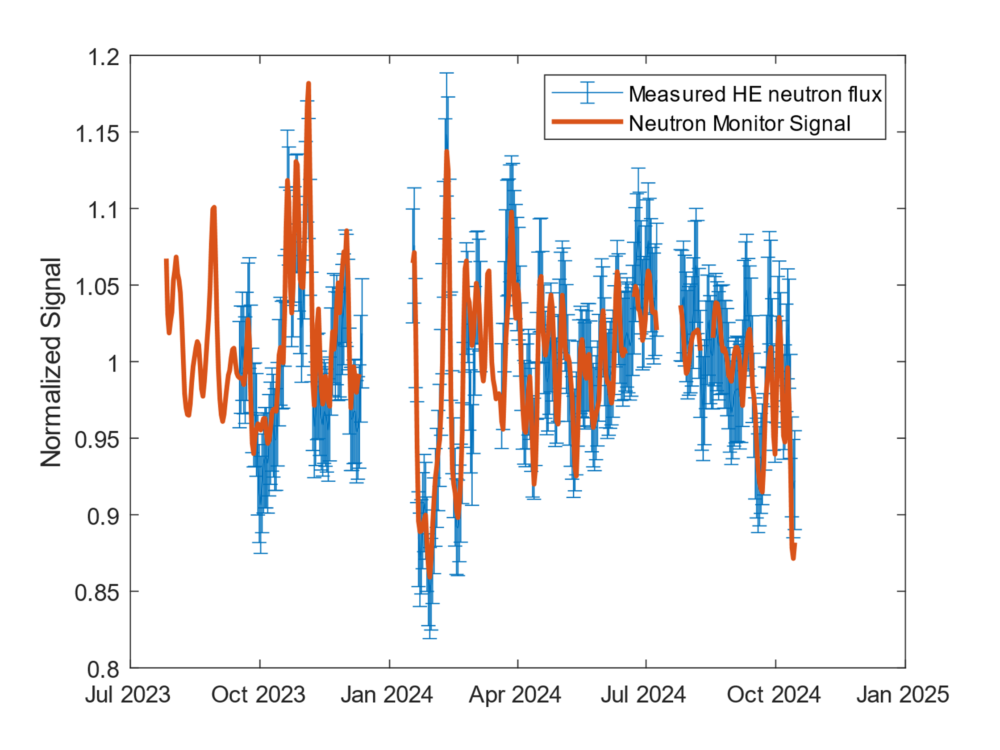 1.2
1.15
1.1
1.05
1
0.95
0.9
0.85
0.8
Normalized Signal
Measured HE neutron flux
Neutron Monitor Signal
Jul 2023 Oct 2023 Jan 2024 Apr 2024 Jul 2024 Oct 2024 Jan 2025